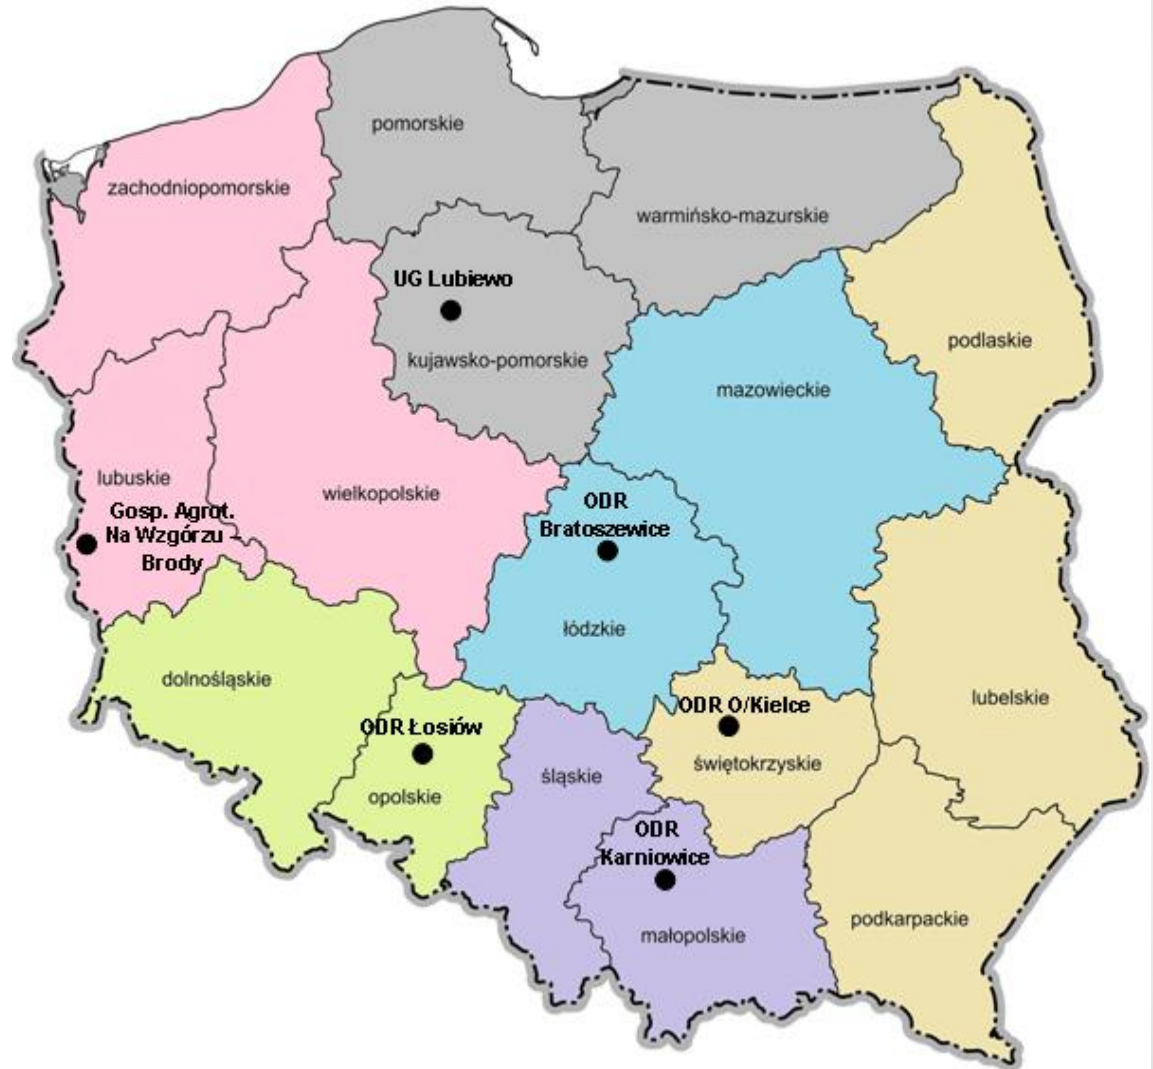 pomorskie
zachodniopomorskie
warmińsko-mazurskie
UG Lubiewo
kujawsko-pomorskie
podlaskie
mazowieckie
lubuskie
wielkopolskie
Gosp. Agrot.
Na Wzgórzu –
Brody
ODR
Bratoszewice
łódzkie
dolnośląskie
lubelskie
ODR Łosiów
ODR O/Kielce
świętokrzyskie
śląskie
opolskie
ODR
Karniowice
podkarpackie
małopolskie